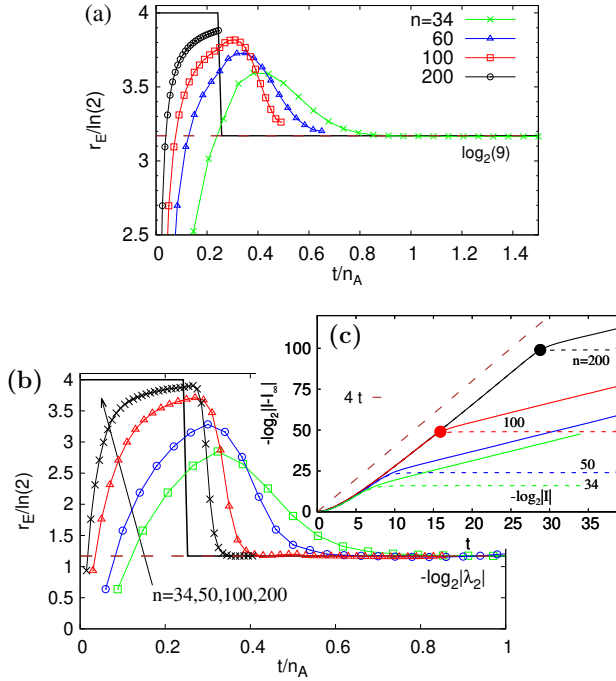 (a)
r_E/ln(2)
4
3.5
3
2.5
n=34
60
100
200
log_2(9)
0
0.2
0.4
0.6
0.8
1
1.2
1.4
t/n_A
(b)
r_E/ln(2)
4
3.5
3
2.5
2
1.5
1
0.5
0
n=34,50,100,200
-log_2|λ_2|
0
0.2
0.4
0.6
0.8
1
t/n_A
(c)
-log_2|I-I_∞|
100
75
50
25
0
4 t
n=200
100
50
34
-log_2|I|
0
5
10
15
20
25
30
35
t